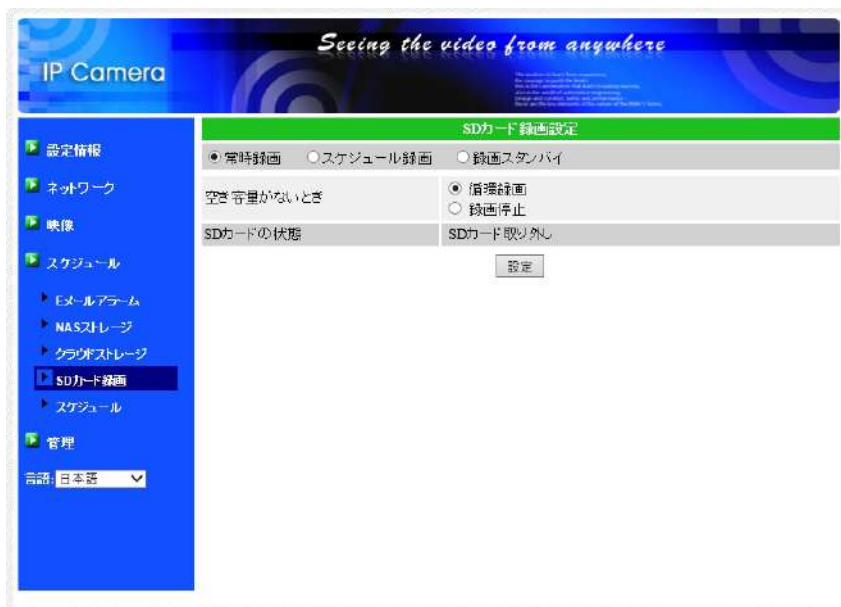 Seeing the video from anywhere
IP Camera
設定情報
ネットワーク
映像
スケジュール
Eメールアラーム
NASストレージ
クラウドストレージ
SDカード録画
スケジュール
管理
言語: 日本語
SDカード録画設定
常時録画 スケジュール録画 録画スタンバイ
空き容量がないとき
循環録画
録画停止
SDカードの状態 SDカード取り外し
設定